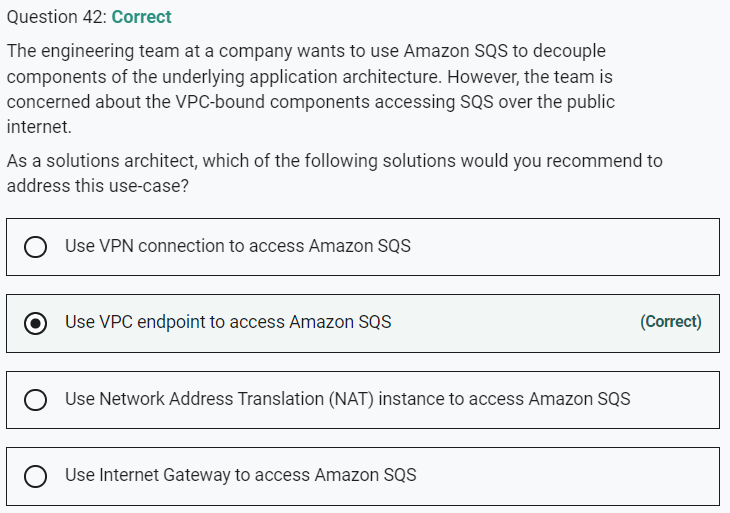 Question 42: Correct
The engineering team at a company wants to use Amazon SQS to decouple
components of the underlying application architecture. However, the team is
concerned about the VPC-bound components accessing SQS over the public
internet.
As a solutions architect, which of the following solutions would you recommend to
address this use-case?
Use VPN connection to access Amazon SQS
Use VPC endpoint to access Amazon SQS (Correct)
Use Network Address Translation (NAT) instance to access Amazon SQS
Use Internet Gateway to access Amazon SQS